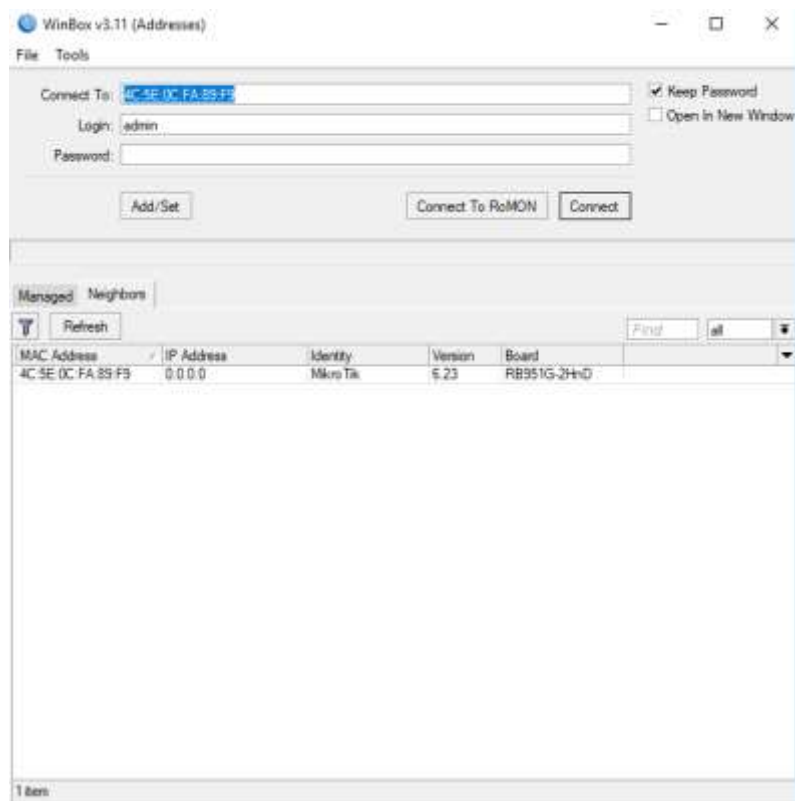 WinBox v3.11 (Addresses)
File Tools
Connect To: 4C:5E:0C:FA:89:F9
Keep Password
Login: admin
Open In New Window
Password:
Add/Set Connect To RoMON Connect
Managed Neighbors
Refresh Find all
MAC Address IP Address Identity Version Board
4C:5E:0C:FA:89:F9 0.0.0.0 MikroTik 6.23 RB951G-2HnD
1 item